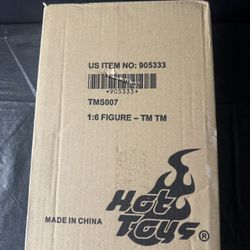 US ITEM NO: 905333
*905333*
TMS007
1:6 FIGURE – TM TM
Hot
Toys®
MADE IN CHINA